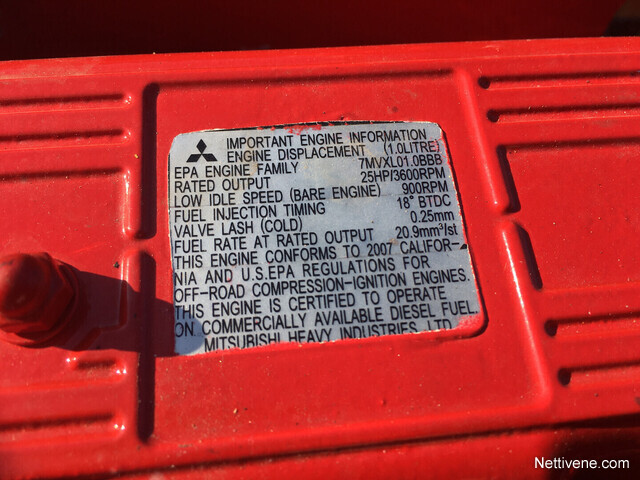 IMPORTANT ENGINE INFORMATION
ENGINE DISPLACEMENT (1.0LITRE)
EPA ENGINE FAMILY 7MVXL01.0BBB
RATED OUTPUT 25HP/3600RPM
LOW IDLE SPEED (BARE ENGINE) 900RPM
FUEL INJECTION TIMING 18° BTDC
VALVE LASH (COLD) 0.25mm
FUEL RATE AT RATED OUTPUT 20.9mm³/st
THIS ENGINE CONFORMS TO 2007 CALIFOR-
NIA AND U.S.EPA REGULATIONS FOR
OFF-ROAD COMPRESSION-IGNITION ENGINES.
THIS ENGINE IS CERTIFIED TO OPERATE
ON COMMERCIALLY AVAILABLE DIESEL FUEL.
MITSUBISHI HEAVY INDUSTRIES, LTD.
Nettivene.com